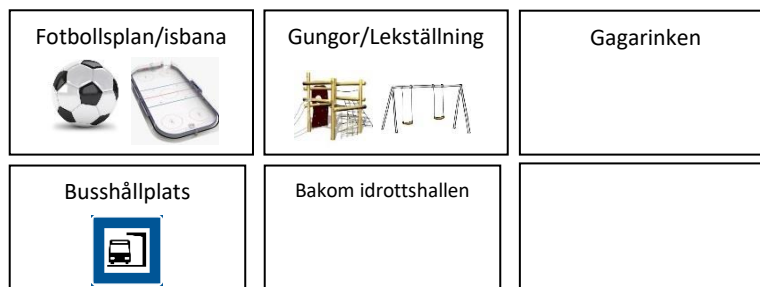 Fotbollsplan/isbana
Gungor/Lekställning
Gagarinken
Busshållplats
Bakom idrottshallen